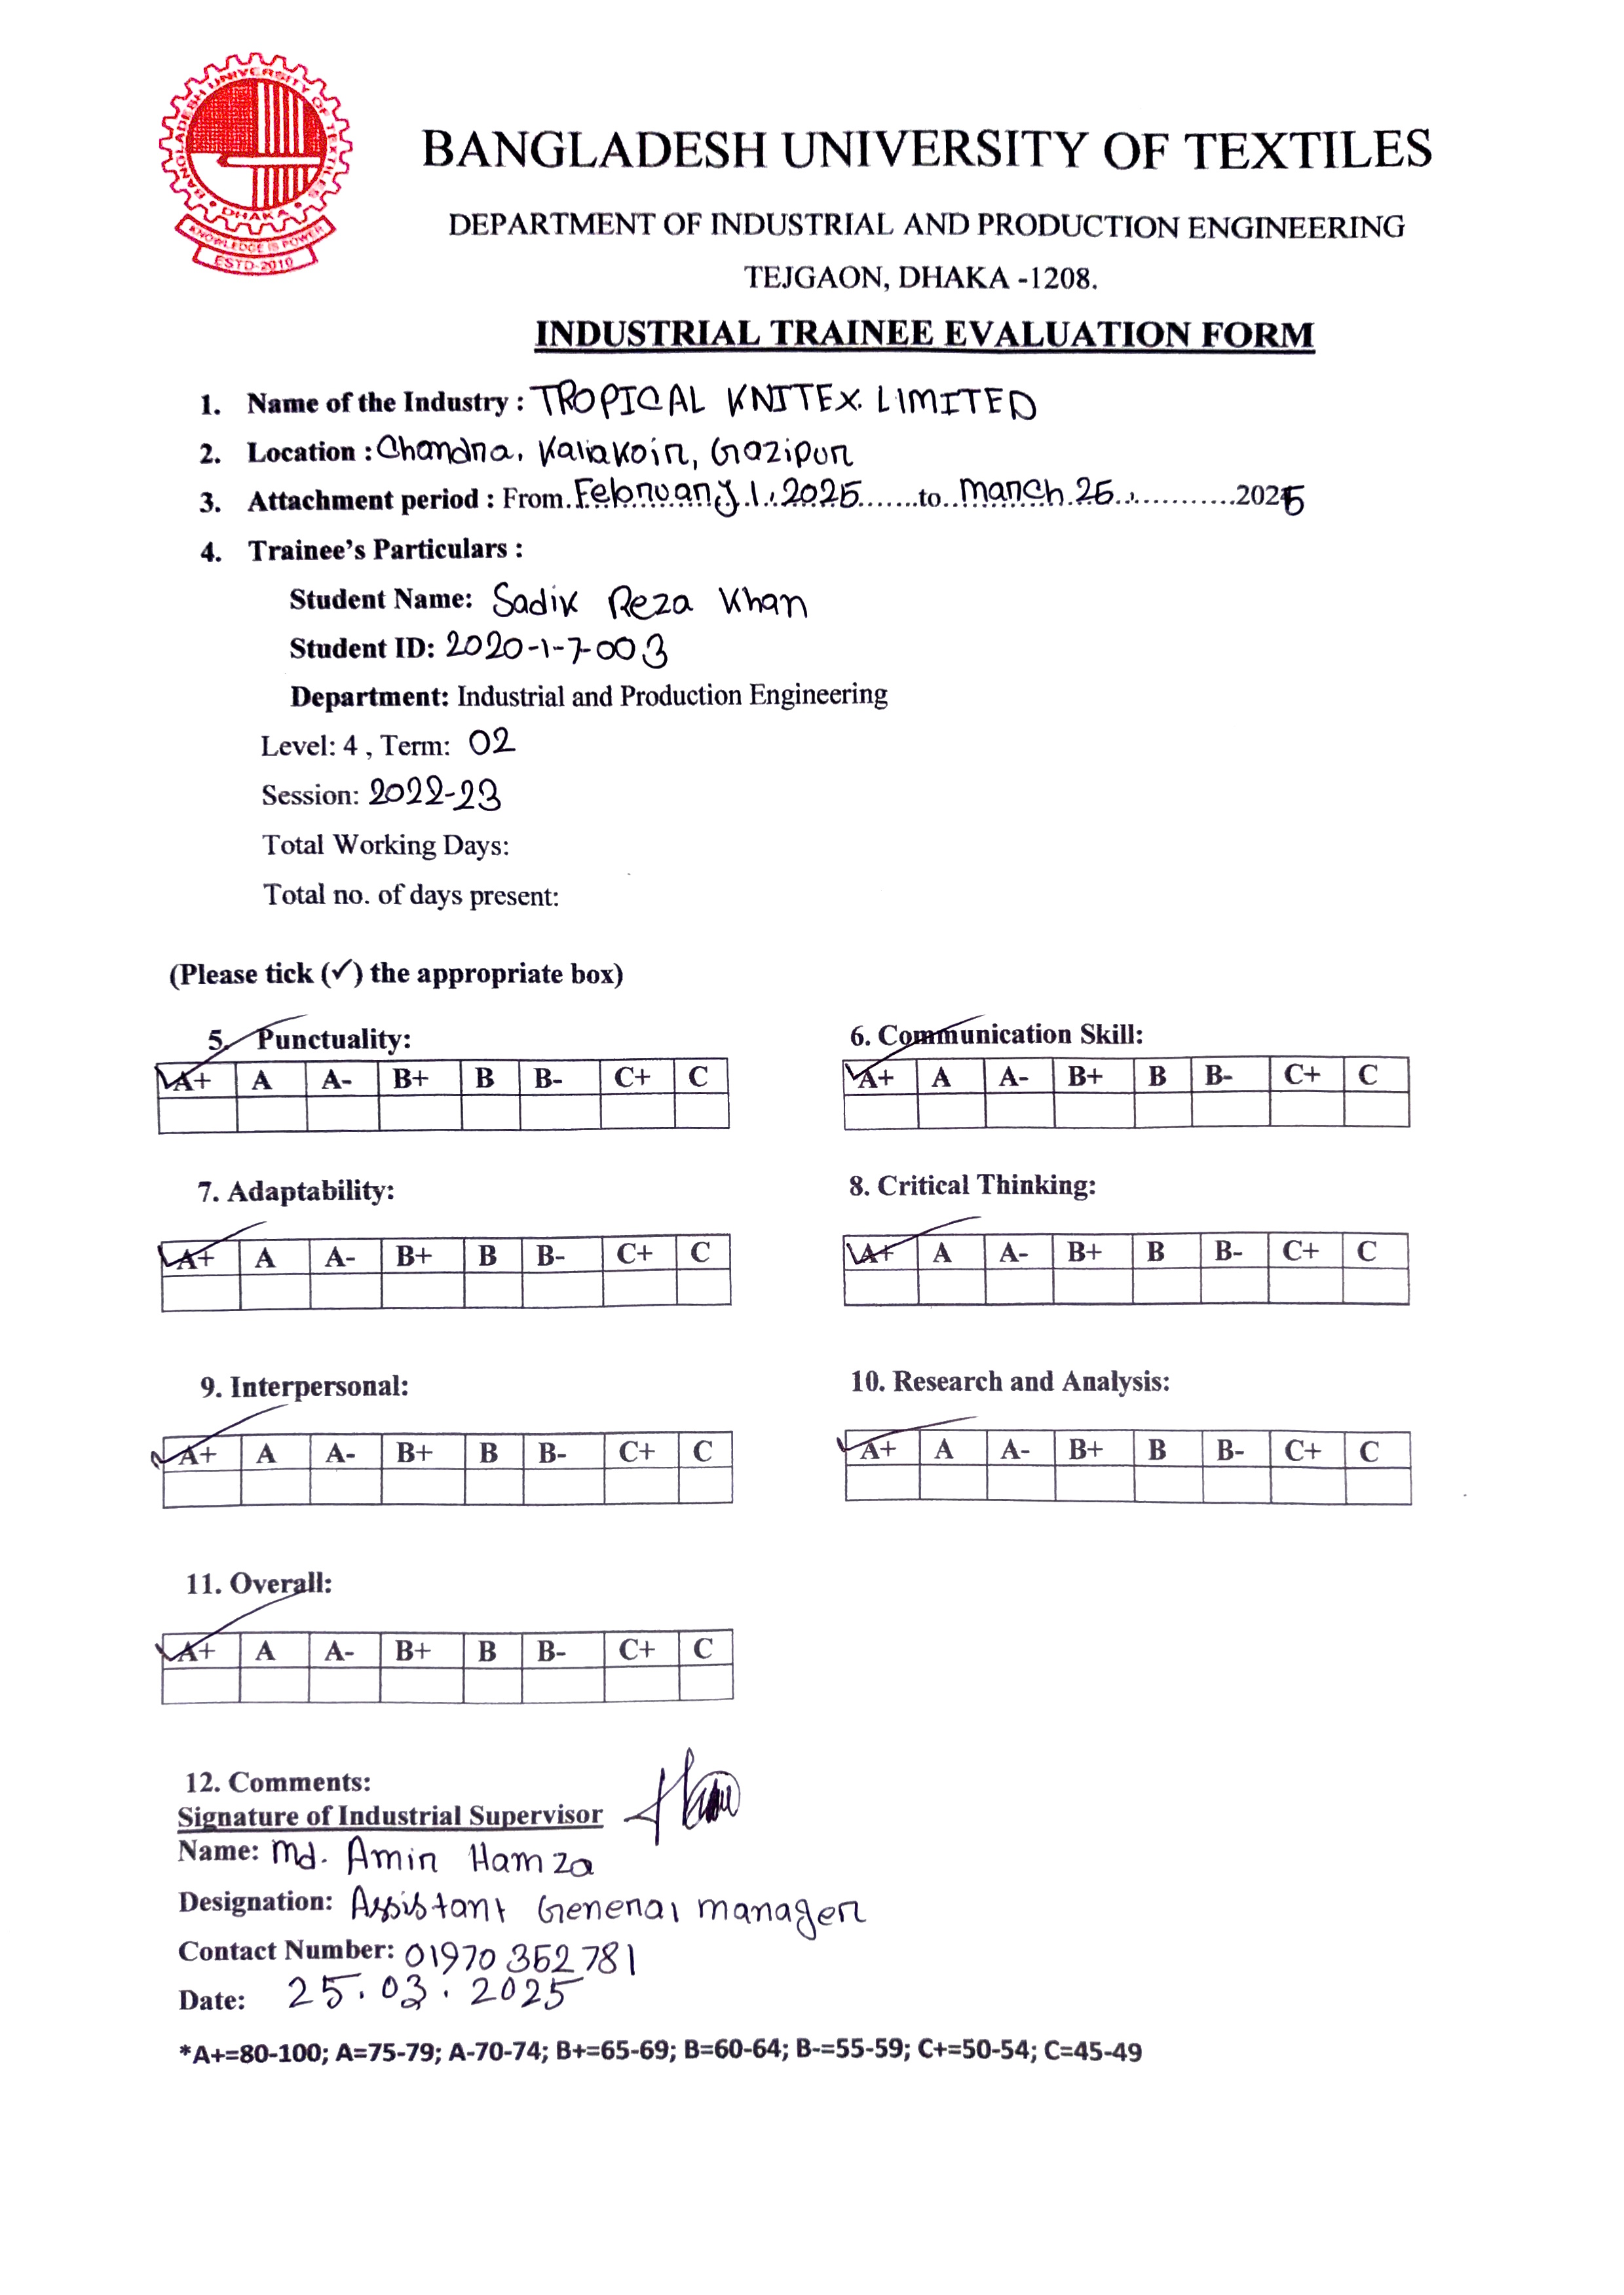 BANGLADESH UNIVERSITY OF TEXTILES
DHAKA
KNOWLEDGE IS POWER
ESTD-2010
BANGLADESH UNIVERSITY OF TEXTILES
DEPARTMENT OF INDUSTRIAL AND PRODUCTION ENGINEERING
TEJGAON, DHAKA -1208.
INDUSTRIAL TRAINEE EVALUATION FORM
1. Name of the Industry : TROPICAL KNITEX LIMITED
2. Location : Chandra, Kaliakoir, Gazipur
3. Attachment period : From February 1, 2025 to March 25, 2025
4. Trainee's Particulars :
Student Name: Sadik Reza Khan
Student ID: 2020-1-7-003
Department: Industrial and Production Engineering
Level: 4 , Term: 02
Session: 2022-23
Total Working Days:
Total no. of days present:
(Please tick (✓) the appropriate box)
5. Punctuality:
✓ A+ A A- B+ B B- C+ C
6. Communication Skill:
✓ A+ A A- B+ B B- C+ C
7. Adaptability:
✓ A+ A A- B+ B B- C+ C
8. Critical Thinking:
✓ A+ A A- B+ B B- C+ C
9. Interpersonal:
✓ A+ A A- B+ B B- C+ C
10. Research and Analysis:
✓ A+ A A- B+ B B- C+ C
11. Overall:
✓ A+ A A- B+ B B- C+ C
12. Comments:
Signature of Industrial Supervisor
Name: Md. Amin Hamza
Designation: Assistant General Manager
Contact Number: 01970352781
Date: 25.03.2025
*A+=80-100; A=75-79; A-70-74; B+=65-69; B=60-64; B-=55-59; C+=50-54; C=45-49